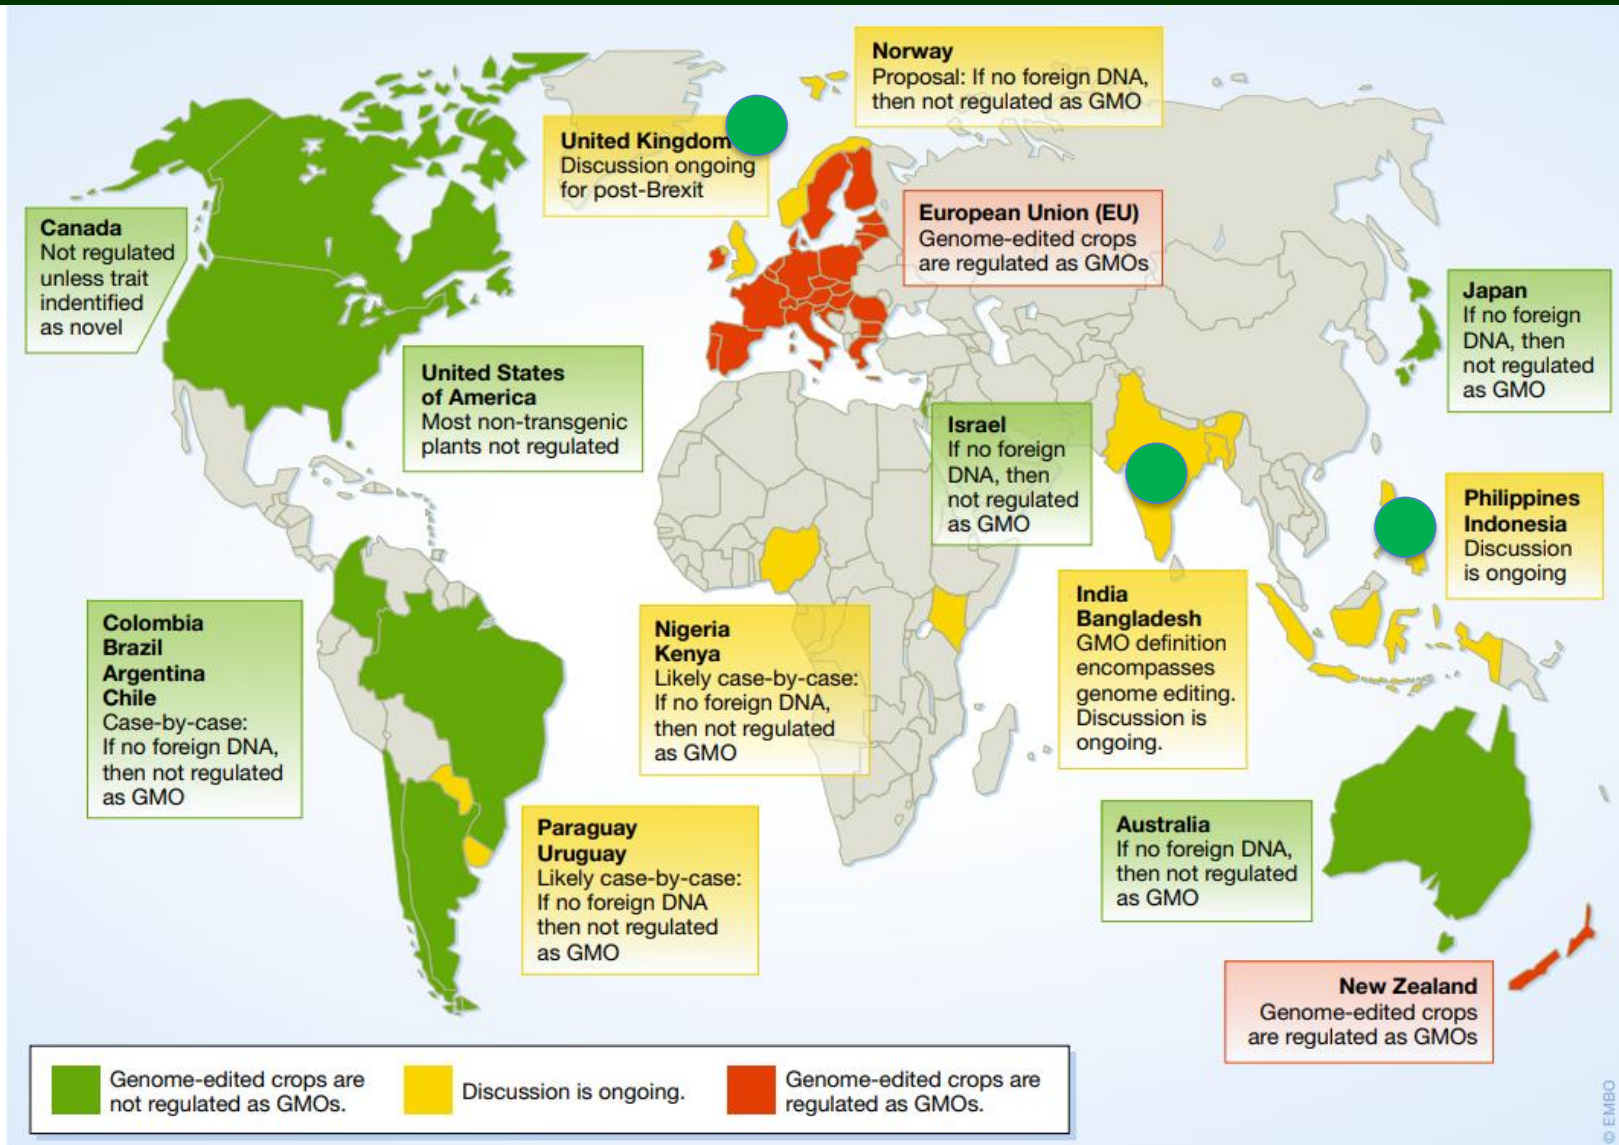 Norway
Proposal: If no foreign DNA,
then not regulated as GMO
United Kingdom
Discussion ongoing
for post-Brexit
European Union (EU)
Genome-edited crops
are regulated as GMOs
Canada
Not regulated
unless trait
indentified
as novel
United States
of America
Most non-transgenic
plants not regulated
Japan
If no foreign
DNA, then
not regulated
as GMO
Israel
If no foreign
DNA, then
not regulated
as GMO
Philippines
Indonesia
Discussion
is ongoing
India
Bangladesh
GMO definition
encompasses
genome editing.
Discussion is
ongoing.
Colombia
Brazil
Argentina
Chile
Case-by-case:
If no foreign DNA,
then not regulated
as GMO
Nigeria
Kenya
Likely case-by-case:
If no foreign DNA,
then not regulated
as GMO
Paraguay
Uruguay
Likely case-by-case:
If no foreign DNA
then not regulated
as GMO
Australia
If no foreign DNA,
then not regulated
as GMO
New Zealand
Genome-edited crops
are regulated as GMOs
Genome-edited crops are
not regulated as GMOs.
Discussion is ongoing.
Genome-edited crops are
regulated as GMOs.
© EMBO